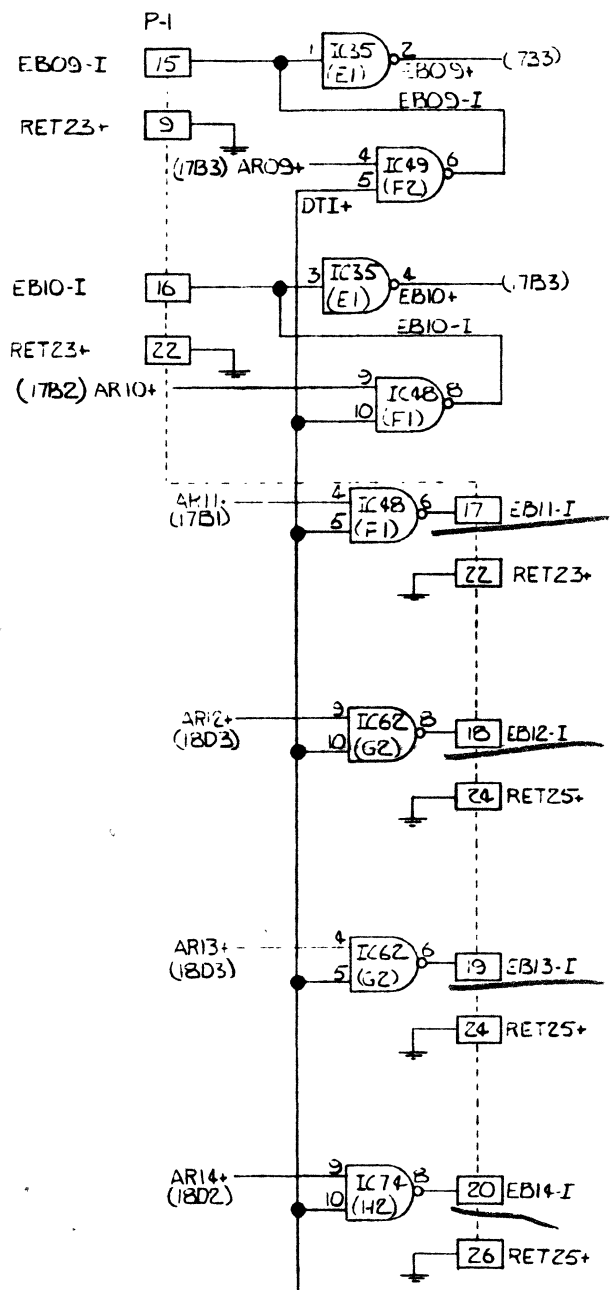 P-1
EB09-I 15 1 IC35 2 (733)
(E1) EB09+
EB09-I
RET23+ 9
(17B3) AR09+ 4 IC49 6
5 (F2)
DTI+
EB10-I 16 3 IC35 4 (17B3)
(E1) EB10+
EB10-I
RET23+ 22
(17B2) AR10+ 9 IC48 8
10 (F1)
AR11+ 4 IC48 6 17 EB11-I
(17B1) 5 (F1)
22 RET23+
AR12+ 9 IC62 8 18 EB12-I
(18D3) 10 (G2)
24 RET25+
AR13+ 4 IC62 6 19 EB13-I
(18D3) 5 (G2)
24 RET25+
AR14+ 9 IC74 8 20 EB14-I
(18D2) 10 (H2)
26 RET25+